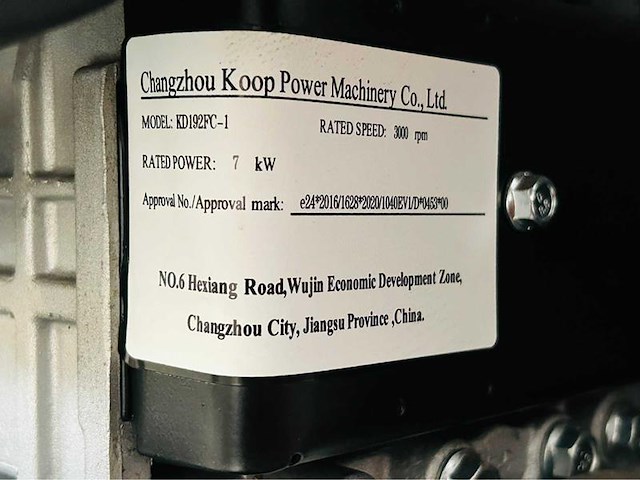 Changzhou Koop Power Machinery Co., Ltd.
MODEL: KD192FC-1 RATED SPEED: 3000 rpm
RATED POWER: 7 kW
Approval No./Approval mark: e24*2016/1628*2020/1040EV1/D*0453*00
NO.6 Hexiang Road,Wujin Economic Development Zone,
Changzhou City, Jiangsu Province ,China.